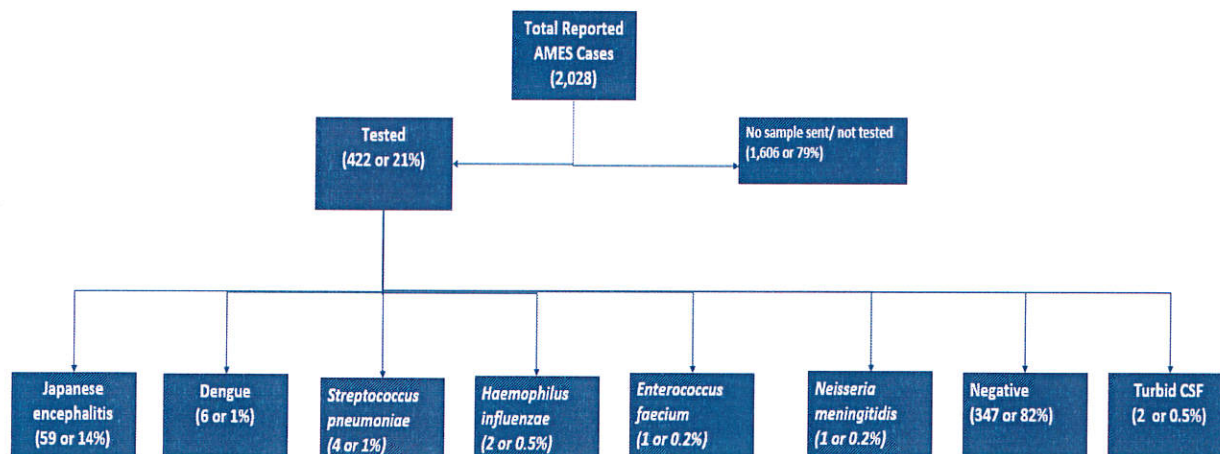 Total Reported
AMES Cases
(2,028)
Tested
(422 or 21%)
No sample sent/ not tested
(1,606 or 79%)
Japanese
encephalitis
(59 or 14%)
Dengue
(6 or 1%)
Streptococcus
pneumoniae
(4 or 1%)
Haemophilus
influenzae
(2 or 0.5%)
Enterococcus
faecium
(1 or 0.2%)
Neisseria
meningitidis
(1 or 0.2%)
Negative
(347 or 82%)
Turbid CSF
(2 or 0.5%)